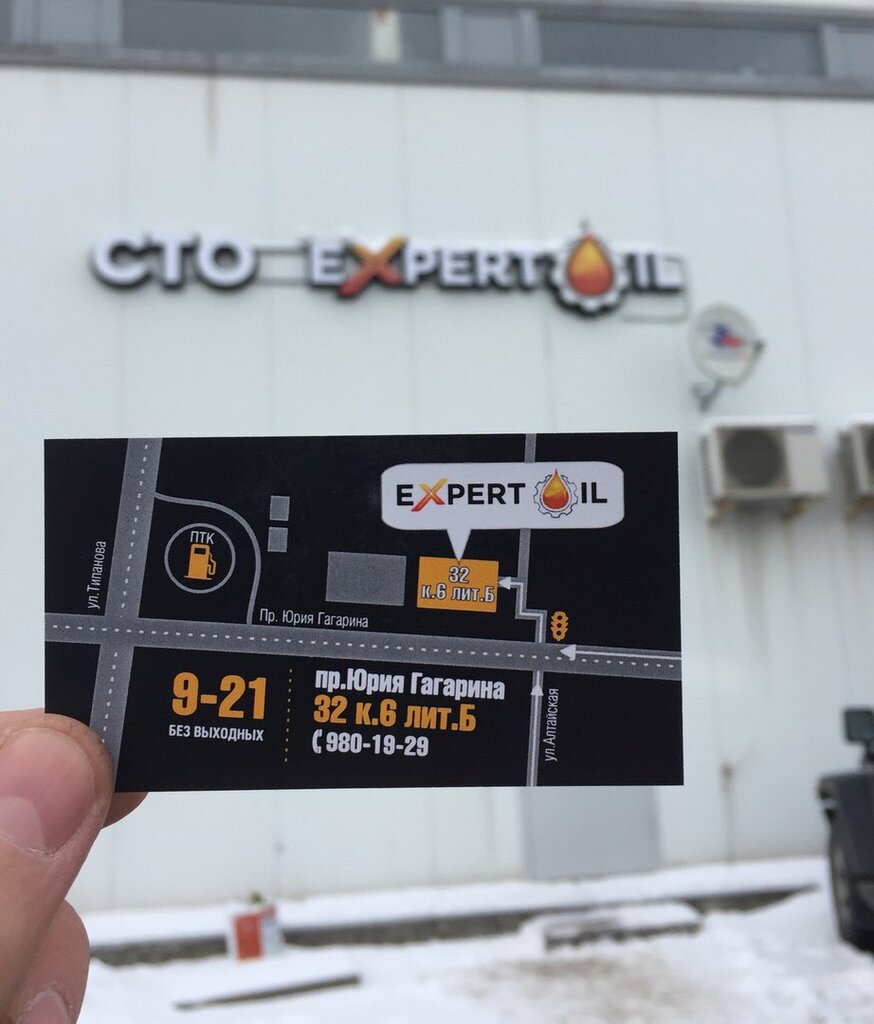 СТО EXPERT OIL
EXPERT OIL
ПТК
ул.Типанова
32
к.6 лит.Б
Пр. Юрия Гагарина
9-21
БЕЗ ВЫХОДНЫХ
пр.Юрия Гагарина
32 к.6 лит.Б
980-19-29
ул.Алтайская